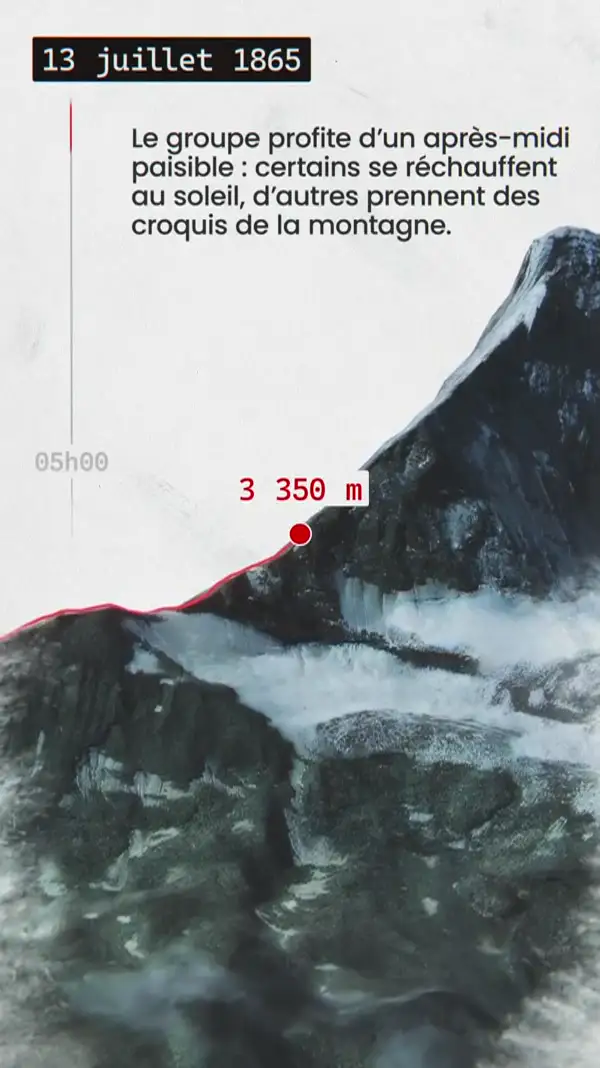 13 juillet 1865
Le groupe profite d’un après-midi
paisible : certains se réchauffent
au soleil, d’autres prennent des
croquis de la montagne.
05h00
3 350 m